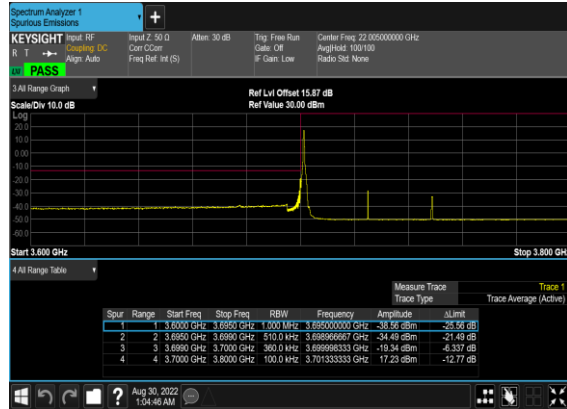 Spectrum Analyzer 1
Spurious Emissions
+
KEYSIGHT Input: RF Input Z: 50 Ω Atten: 30 dB Trig: Free Run Center Freq: 22.005000000 GHz
R T Coupling: DC Corr CCorr Gate: Off Avg|Hold: 100/100
Align: Auto Freq Ref: Int (S) IF Gain: Low Radio Std: None
PASS
3 All Range Graph
Ref Lvl Offset 15.87 dB
Scale/Div 10.0 dB Ref Value 30.00 dBm
Log
20.0
10.0
0.00
-10.0
-20.0
-30.0
-40.0
-50.0
-60.0
Start 3.600 GHz Stop 3.800 GHz
4 All Range Table
Measure Trace Trace 1
Trace Type Trace Average (Active)
Spur Range Start Freq Stop Freq RBW Frequency Amplitude ΔLimit
1 1 3.6000 GHz 3.6950 GHz 1.000 MHz 3.695000000 GHz -38.56 dBm -25.56 dB
2 2 3.6950 GHz 3.6990 GHz 510.0 kHz 3.698966667 GHz -34.49 dBm -21.49 dB
3 3 3.6990 GHz 3.7000 GHz 360.0 kHz 3.699998333 GHz -19.34 dBm -6.337 dB
4 4 3.7000 GHz 3.8000 GHz 100.0 kHz 3.701333333 GHz 17.23 dBm -12.77 dB
? Aug 30, 2022
1:04:46 AM